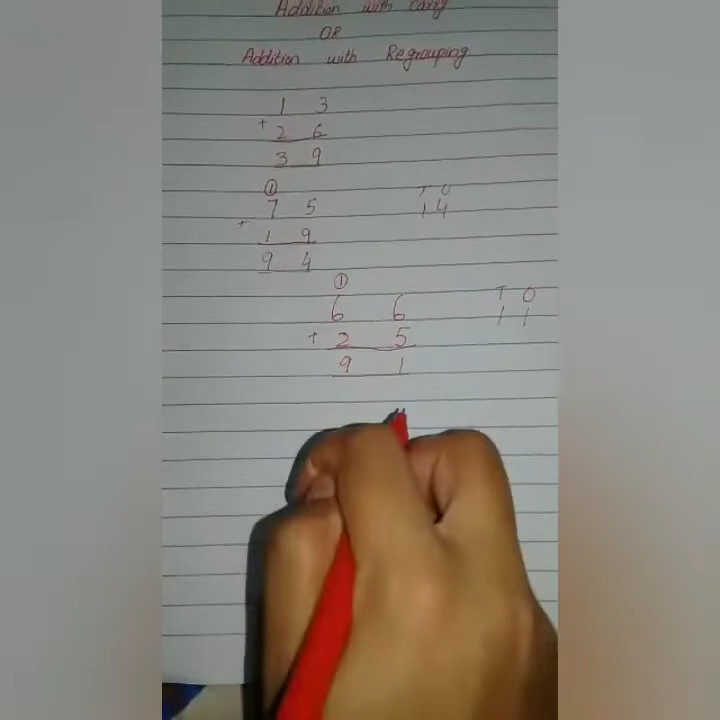 Addition with carry
OR
Addition with Regrouping
1 3
+ 2 6
3 9
①
7 5
T O
1 4
+ 1 9
9 4
①
6 6
T O
1 1
+ 2 5
9 1